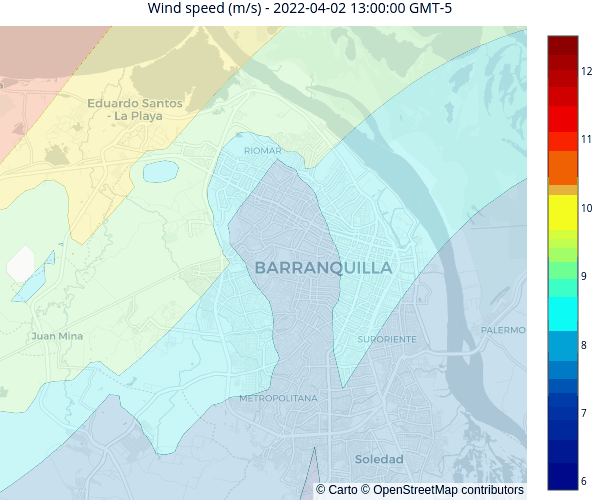 Wind speed (m/s) - 2022-04-02 13:00:00 GMT-5
12
11
10
9
8
7
6
Eduardo Santos
- La Playa
RIOMAR
BARRANQUILLA
Juan Mina
SURORIENTE
PALERMO
METROPOLITANA
Soledad
© Carto © OpenStreetMap contributors